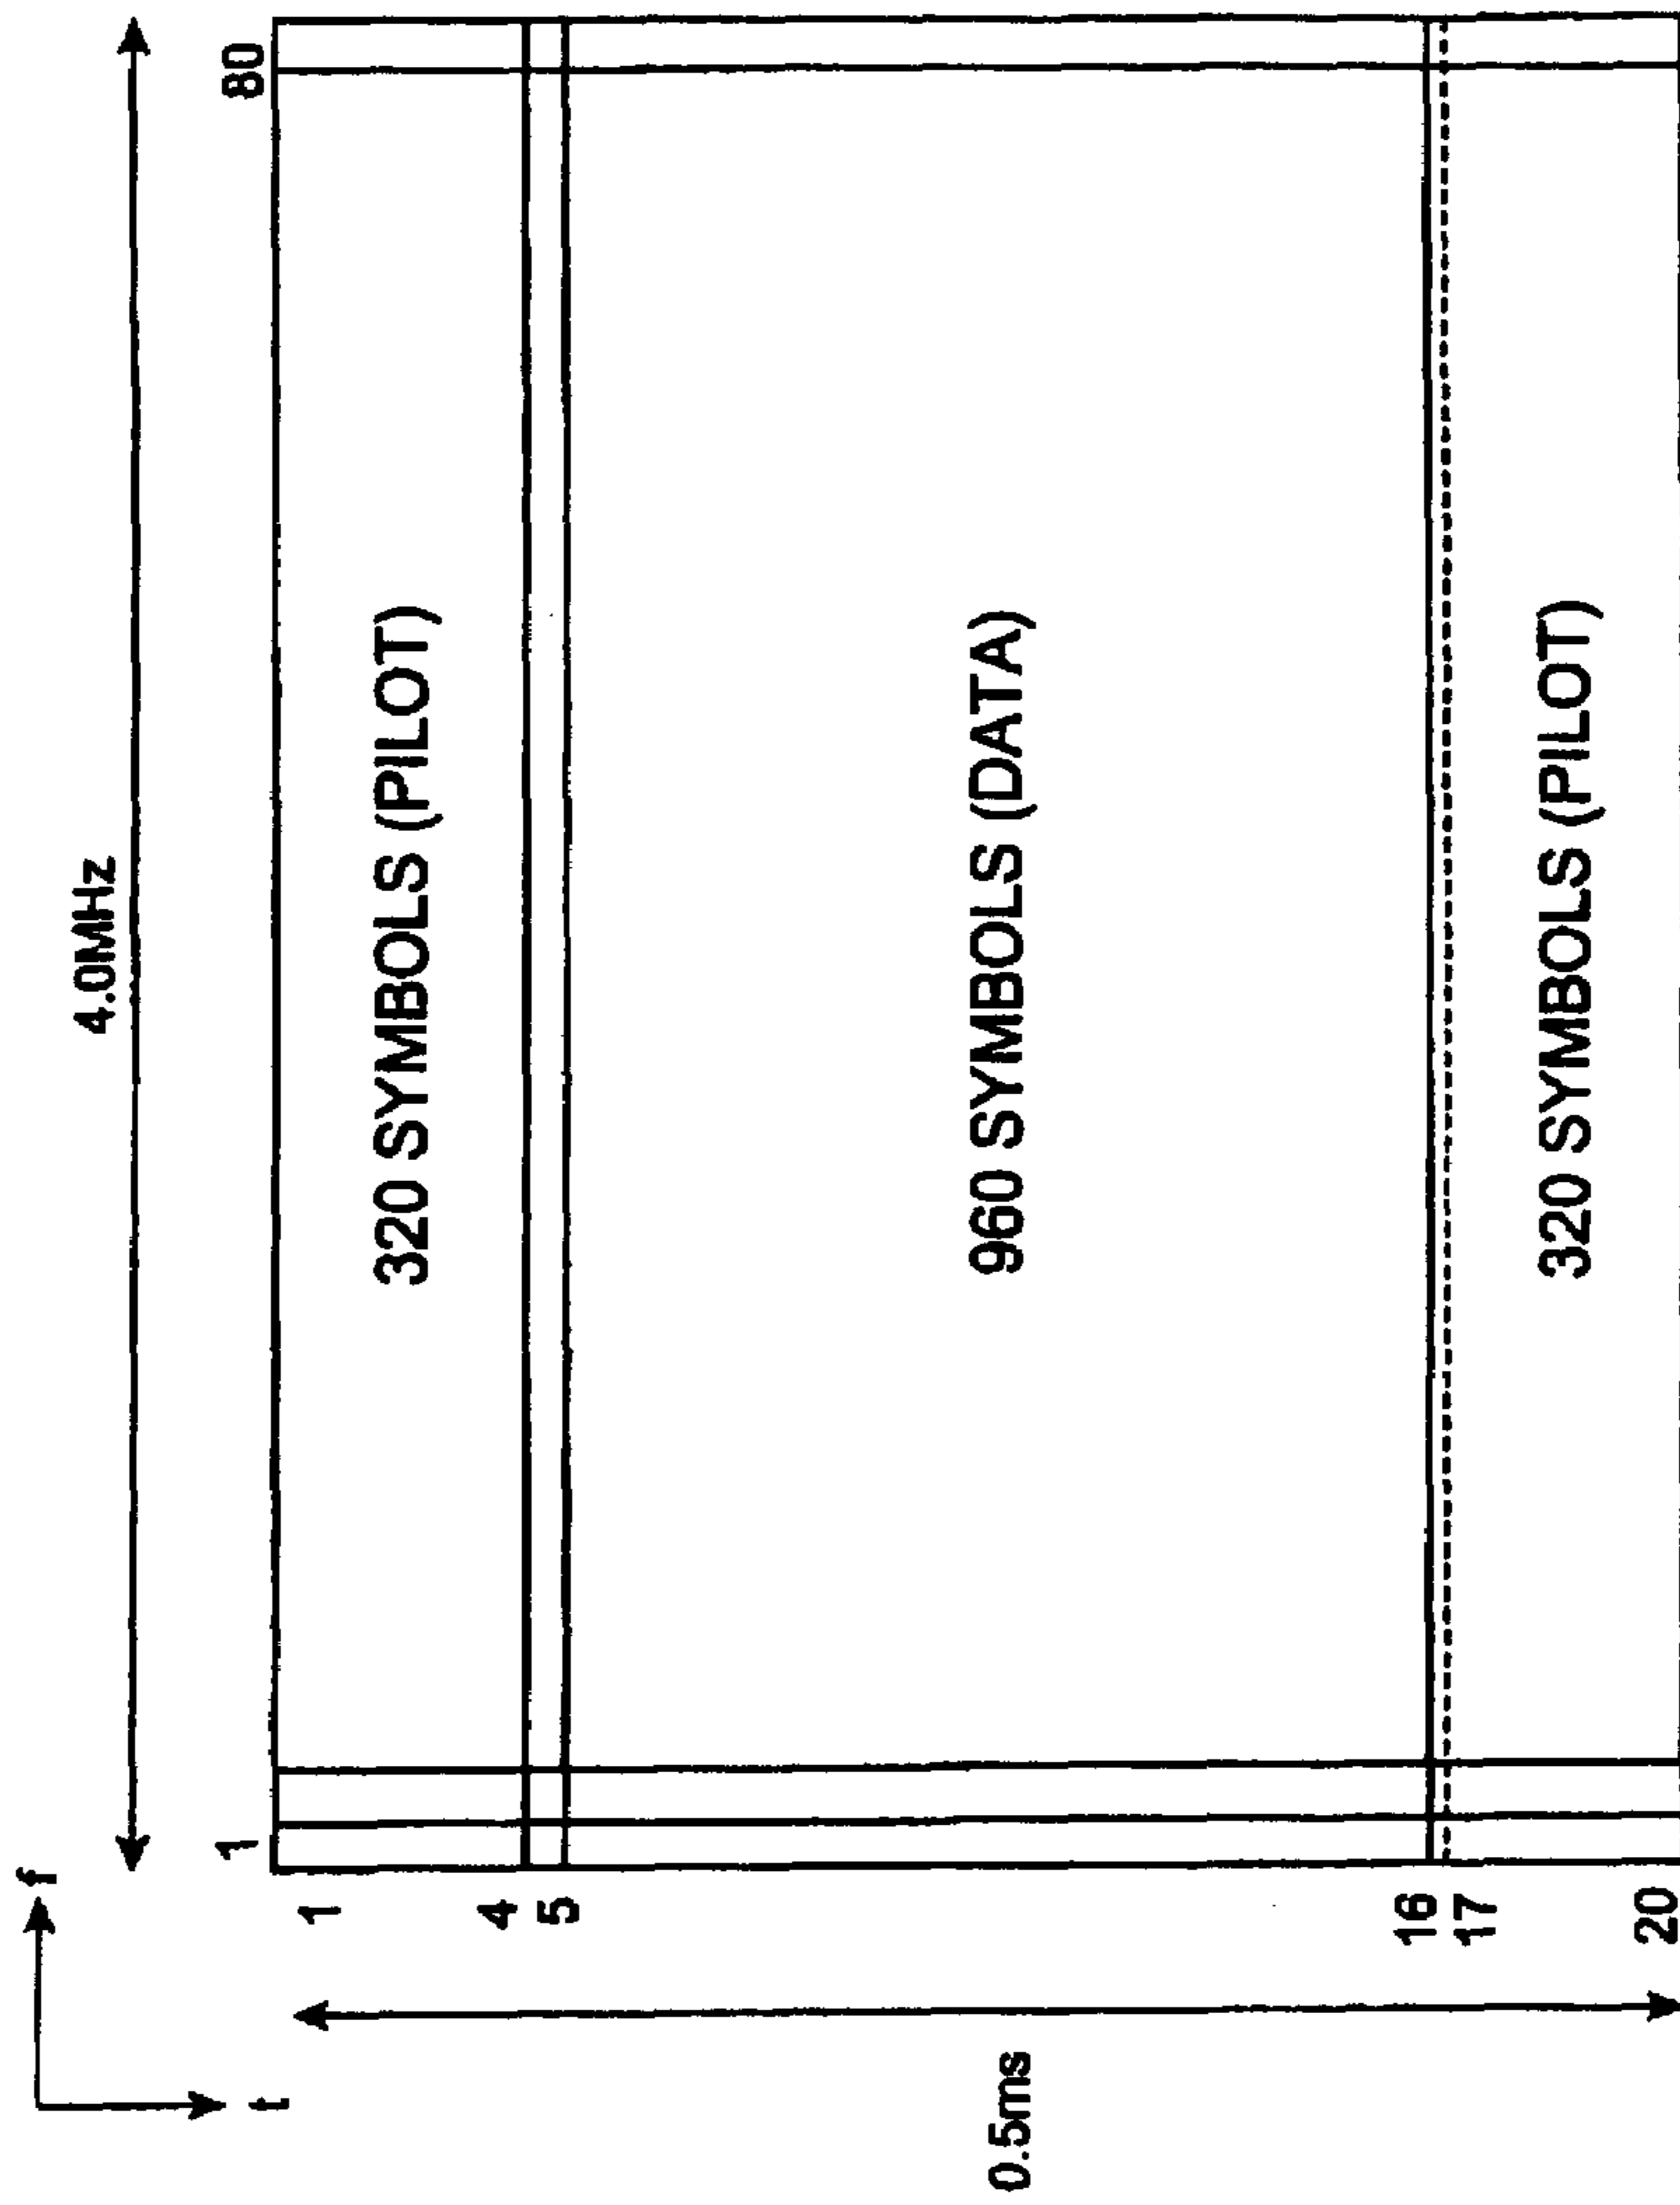 f
4.0MHz
1
80
t
1
320 SYMBOLS (PILOT)
4
5
0.5ms
960 SYMBOLS (DATA)
16
17
320 SYMBOLS (PILOT)
20